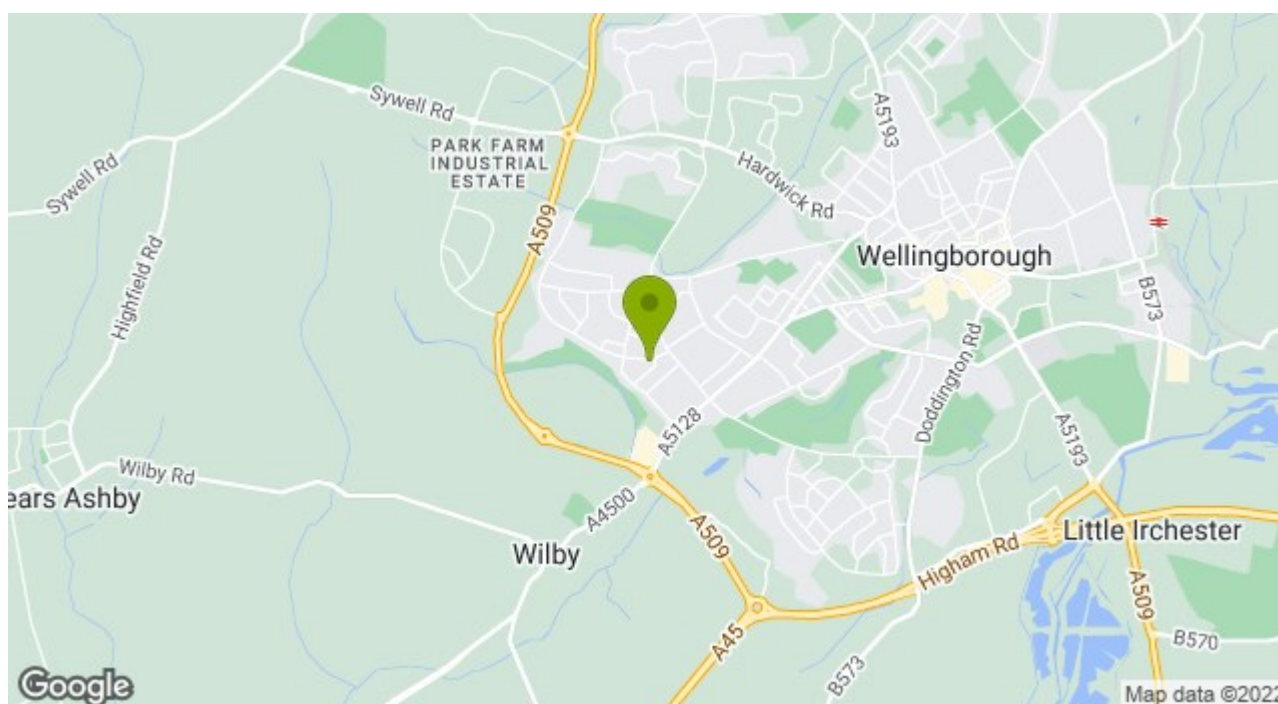 A5193
Sywell Rd
PARK FARM
INDUSTRIAL
ESTATE
Hardwick Rd
Sywell Rd
A509
Wellingborough
Highfield Rd
B573
Doddington Rd
A5128
A5193
Wilby Rd
ears Ashby
A4500
A509
Wilby
Little Irchester
Higham Rd
A509
A45
B570
B573
Google
Map data ©2022